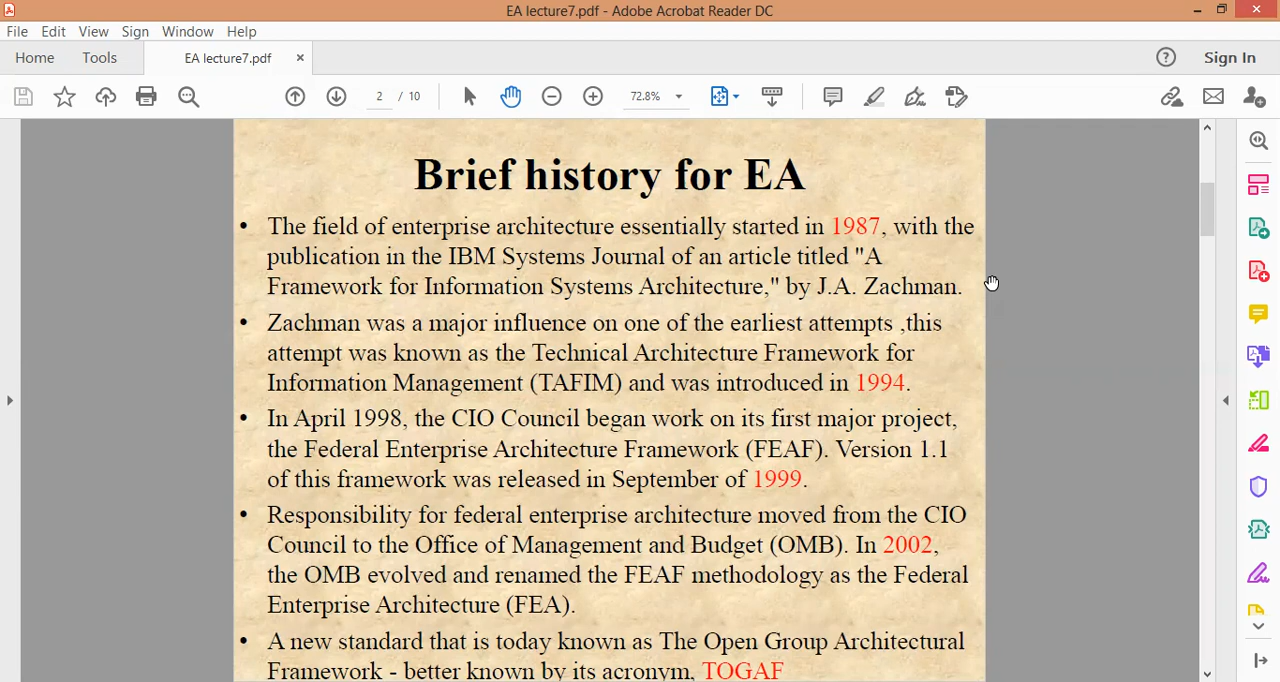 EA lecture7.pdf - Adobe Acrobat Reader DC
File Edit View Sign Window Help
Home Tools EA lecture7.pdf × Sign In
2 / 10 72.8%
Brief history for EA
• The field of enterprise architecture essentially started in 1987, with the
publication in the IBM Systems Journal of an article titled "A
Framework for Information Systems Architecture," by J.A. Zachman.
• Zachman was a major influence on one of the earliest attempts ,this
attempt was known as the Technical Architecture Framework for
Information Management (TAFIM) and was introduced in 1994.
• In April 1998, the CIO Council began work on its first major project,
the Federal Enterprise Architecture Framework (FEAF). Version 1.1
of this framework was released in September of 1999.
• Responsibility for federal enterprise architecture moved from the CIO
Council to the Office of Management and Budget (OMB). In 2002,
the OMB evolved and renamed the FEAF methodology as the Federal
Enterprise Architecture (FEA).
• A new standard that is today known as The Open Group Architectural
Framework - better known by its acronym, TOGAF